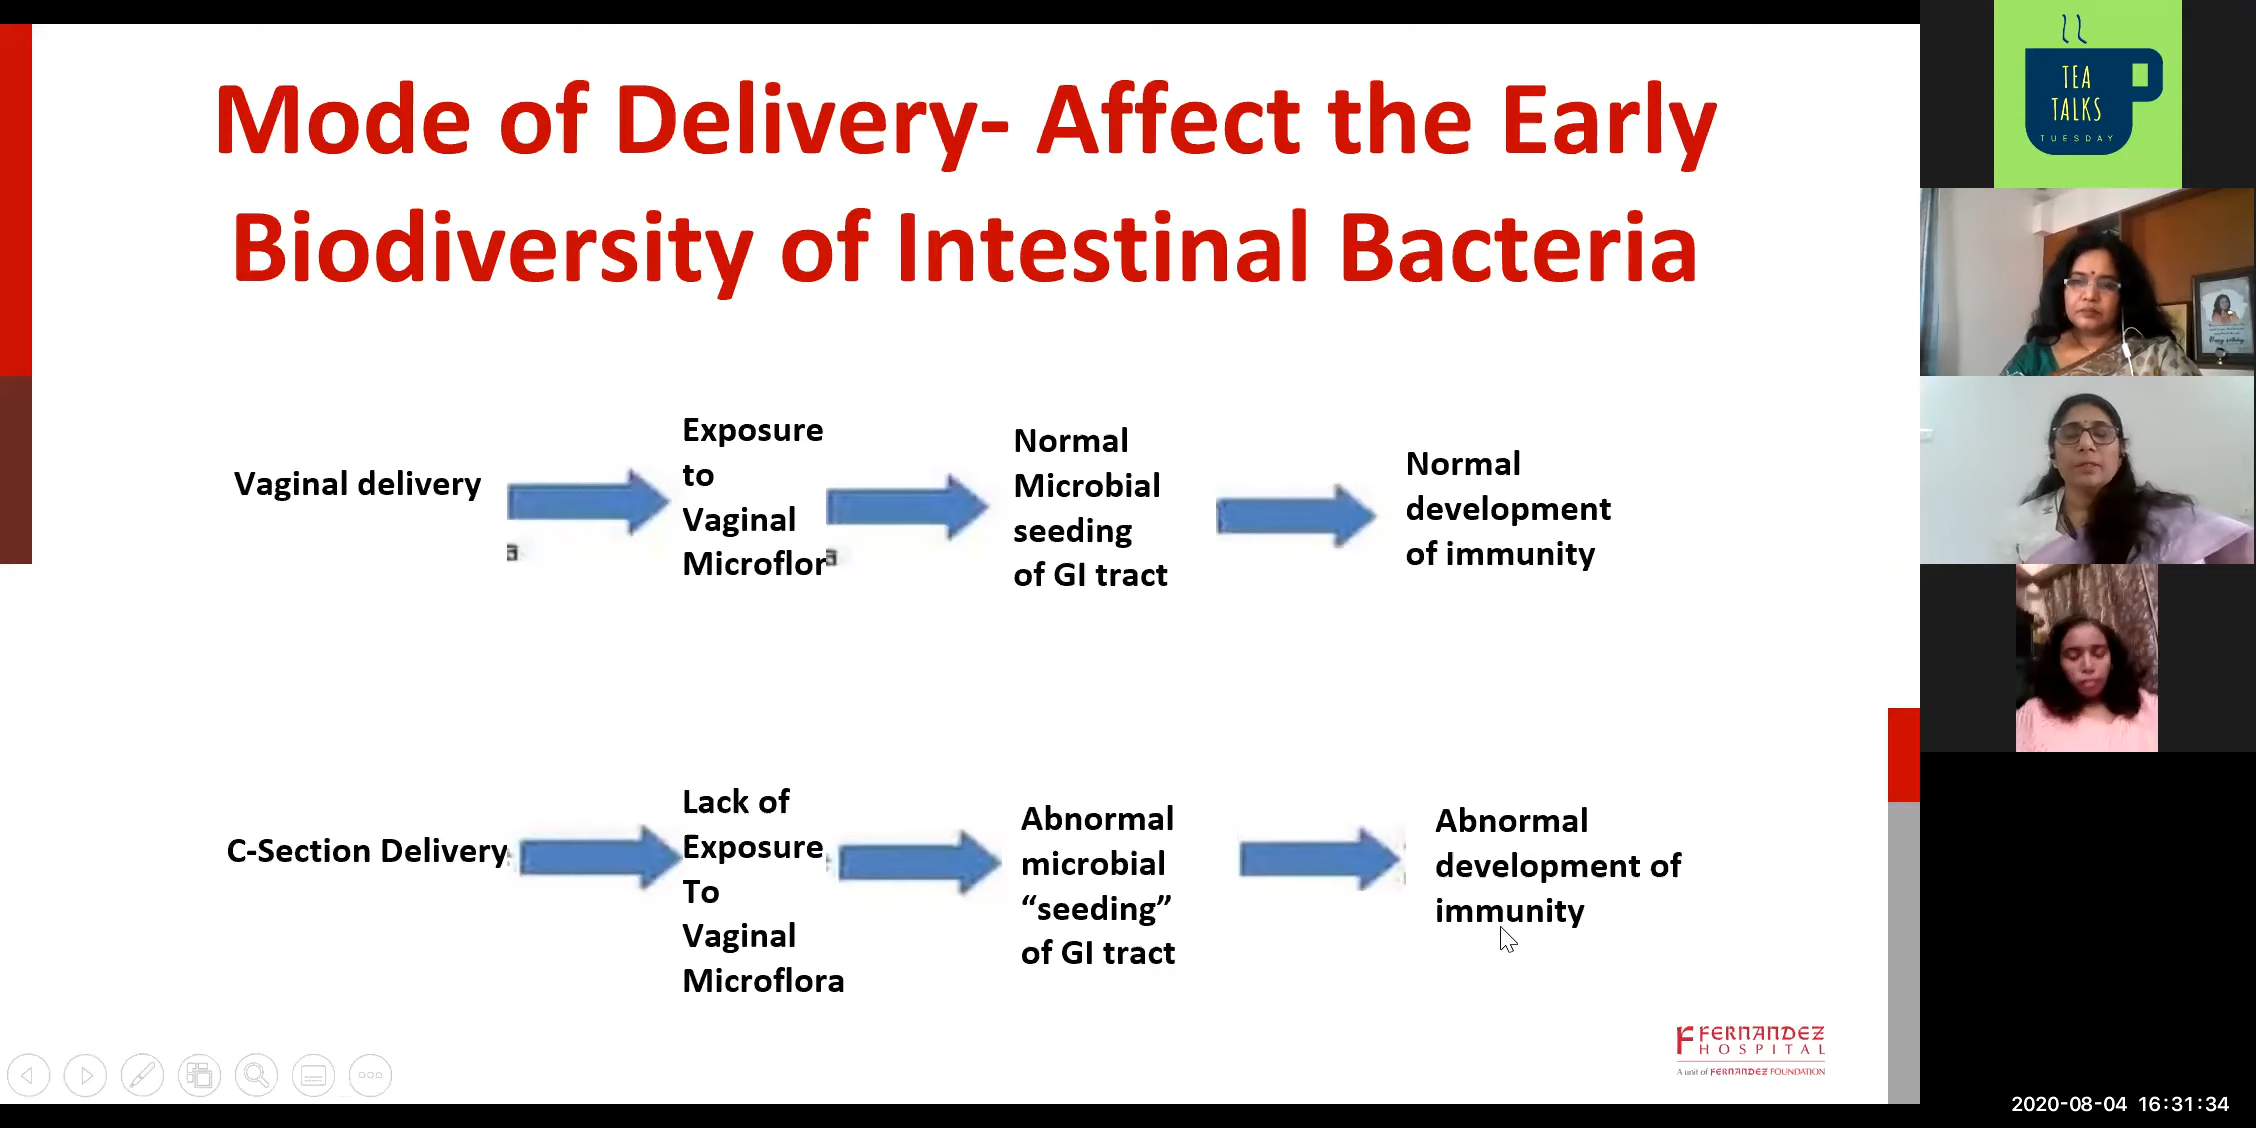 Mode of Delivery- Affect the Early
Biodiversity of Intestinal Bacteria
Vaginal delivery
a
Exposure
to
Vaginal
Microflor
a
Normal
Microbial
seeding
of GI tract
Normal
development
of immunity
C-Section Delivery
Lack of
Exposure
To
Vaginal
Microflora
Abnormal
microbial
“seeding”
of GI tract
Abnormal
development of
immunity
FERNANDEZ
HOSPITAL
A unit of FERNANDEZ FOUNDATION
TEA
TALKS
TUESDAY
2020-08-04 16:31:34